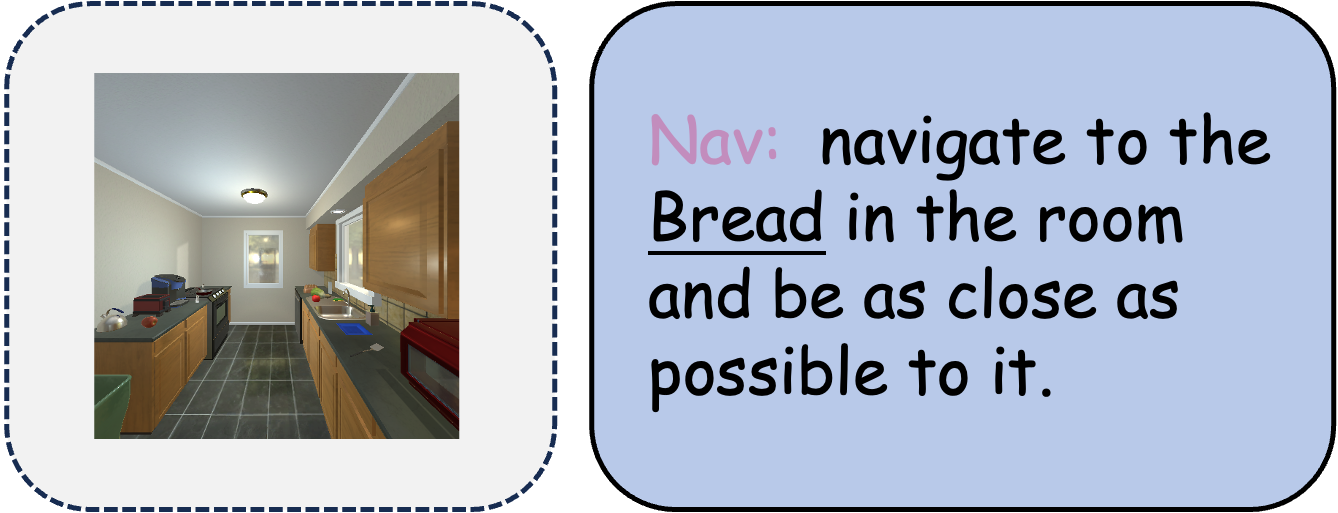 Nav: navigate to the
Bread in the room
and be as close as
possible to it.